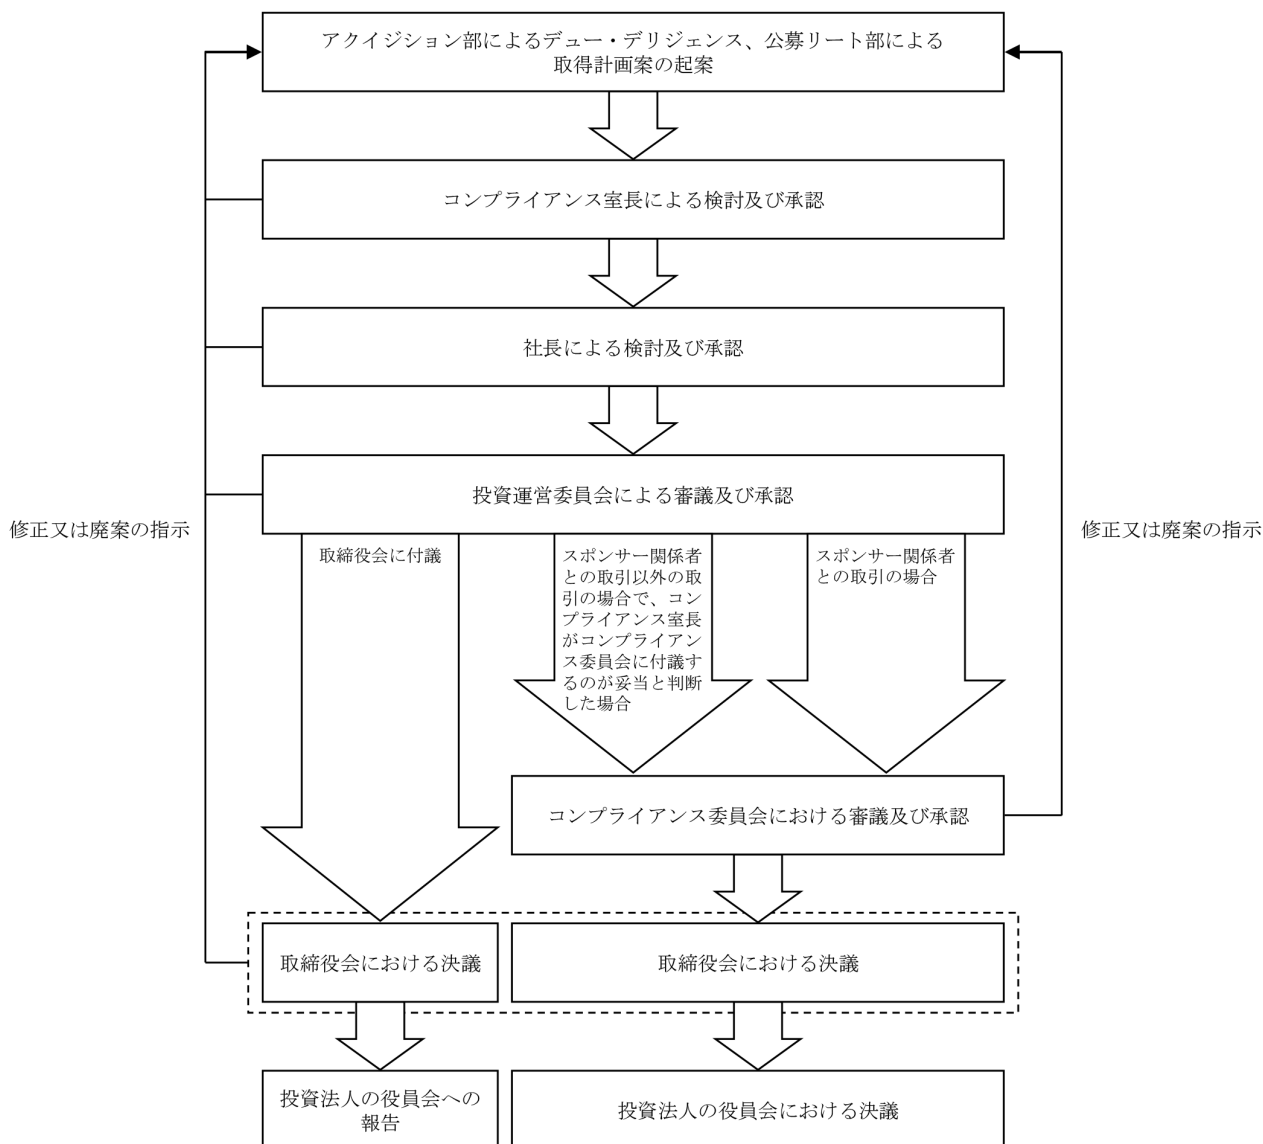 アクイジション部によるデュー・デリジェンス、公募リート部による
取得計画案の起案
コンプライアンス室長による検討及び承認
社長による検討及び承認
投資運営委員会による審議及び承認
修正又は廃案の指示
修正又は廃案の指示
取締役会に付議
スポンサー関係者
との取引以外の取
引の場合で、コン
プライアンス室長
がコンプライアン
ス委員会に付議す
るのが妥当と判断
した場合
スポンサー関係者
との取引の場合
コンプライアンス委員会における審議及び承認
取締役会における決議
取締役会における決議
投資法人の役員会への
報告
投資法人の役員会における決議